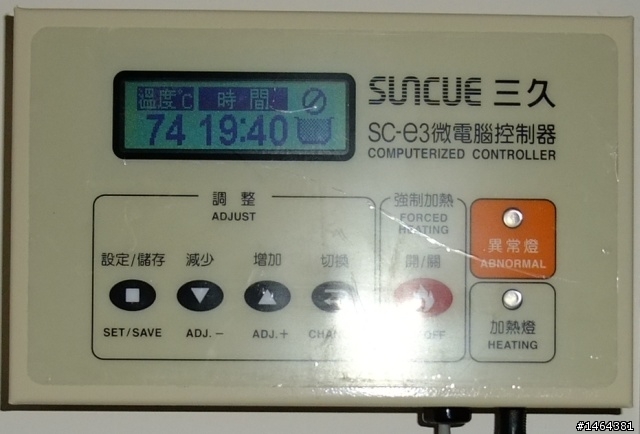 溫度℃ 時間
74 19:40
SUNCUE 三久
SC-e3微電腦控制器
COMPUTERIZED CONTROLLER
調整
ADJUST
設定/儲存 減少 增加 切換
SET/SAVE ADJ.－ ADJ.＋
強制加熱
FORCED
HEATING
開/關
OFF
異常燈
ABNORMAL
加熱燈
HEATING
#1464381